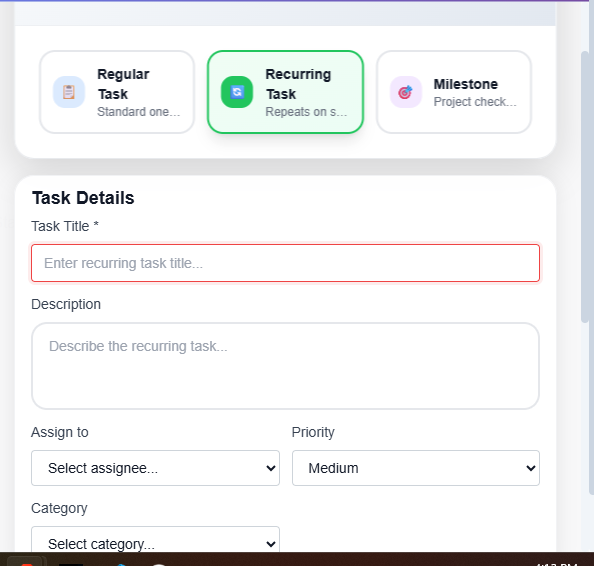 Regular
Task
Standard one...
Recurring
Task
Repeats on s...
Milestone
Project check...
Task Details
Task Title *
Enter recurring task title...
Description
Describe the recurring task...
Assign to
Priority
Select assignee...
Medium
Category
Select category...